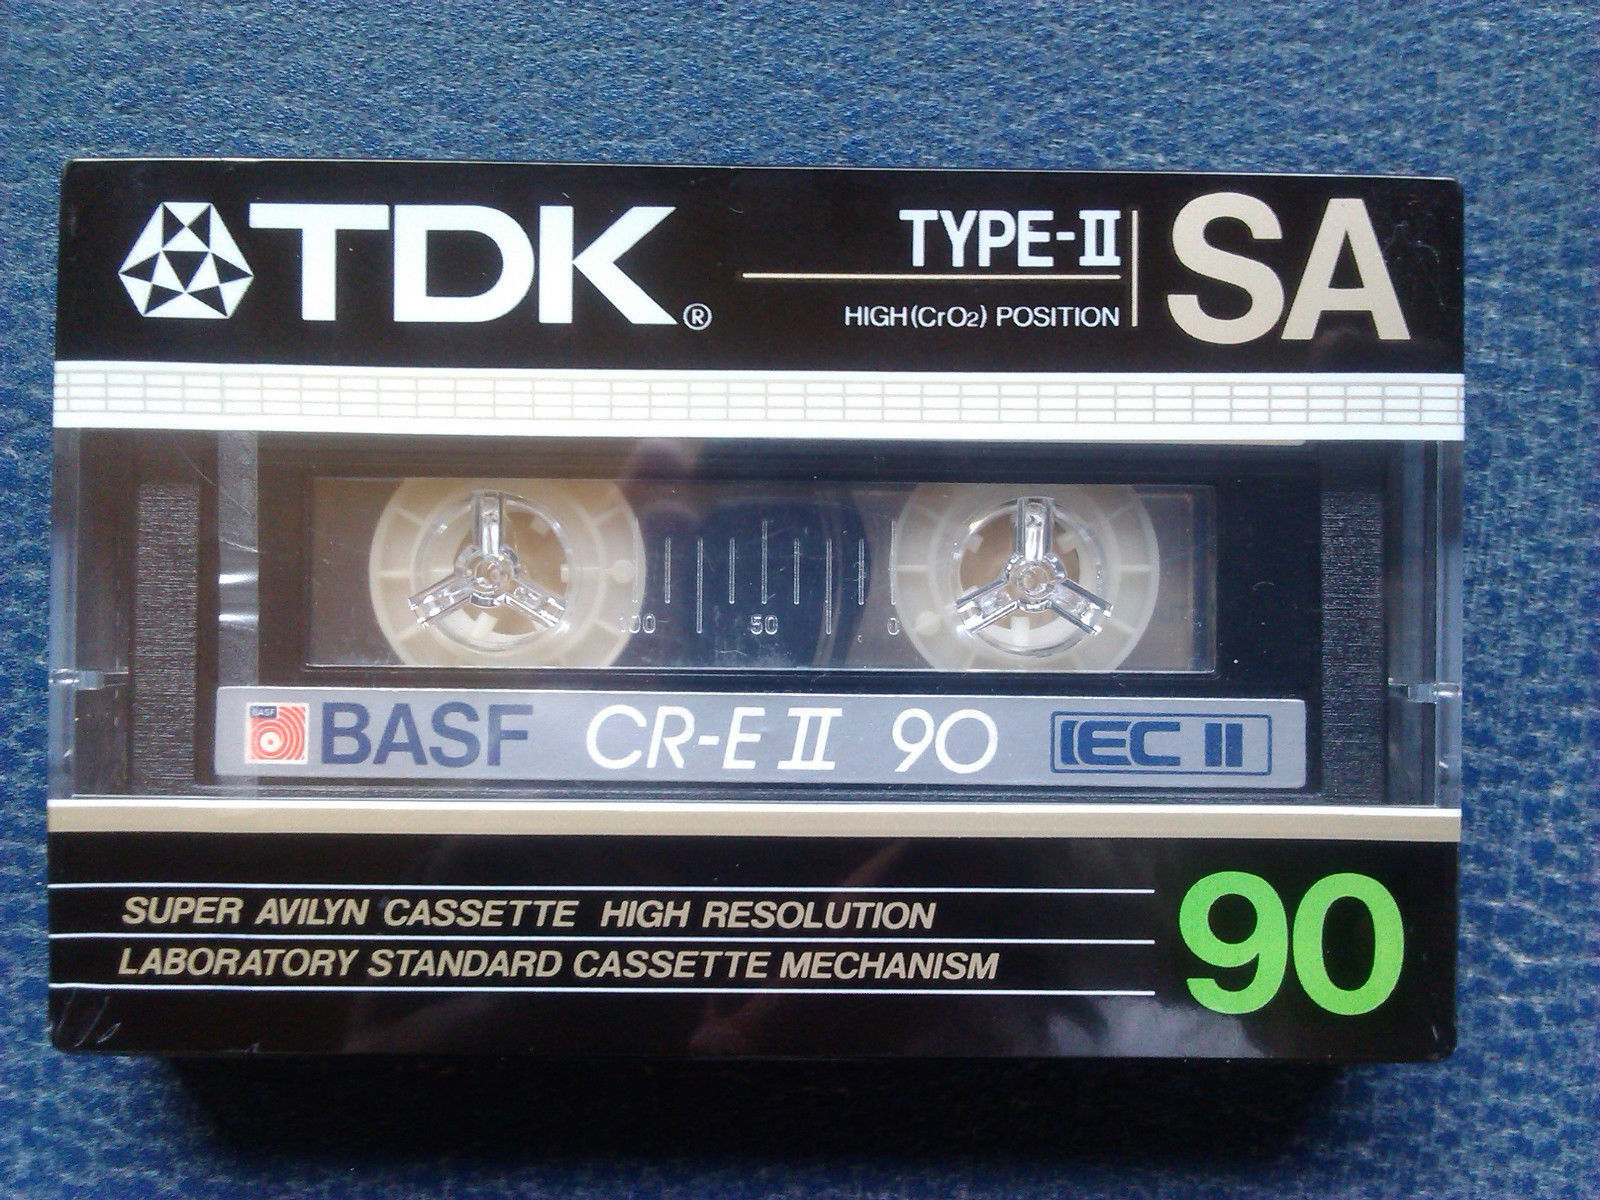 TDK®
TYPE-II
HIGH(CrO2) POSITION
SA
100 50 0
BASF
BASF CR-E II 90 IEC II
SUPER AVILYN CASSETTE HIGH RESOLUTION
LABORATORY STANDARD CASSETTE MECHANISM
90